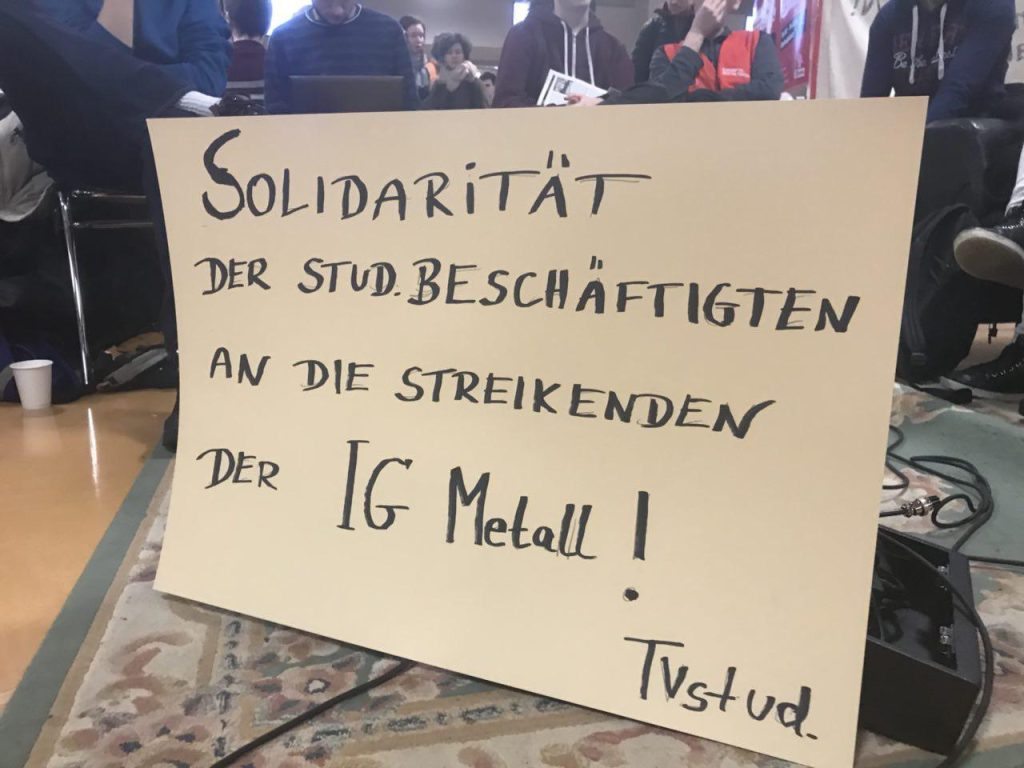 SOLIDARITÄT
DER STUD. BESCHÄFTIGTEN
AN DIE STREIKENDEN
DER IG Metall!
TVstud.